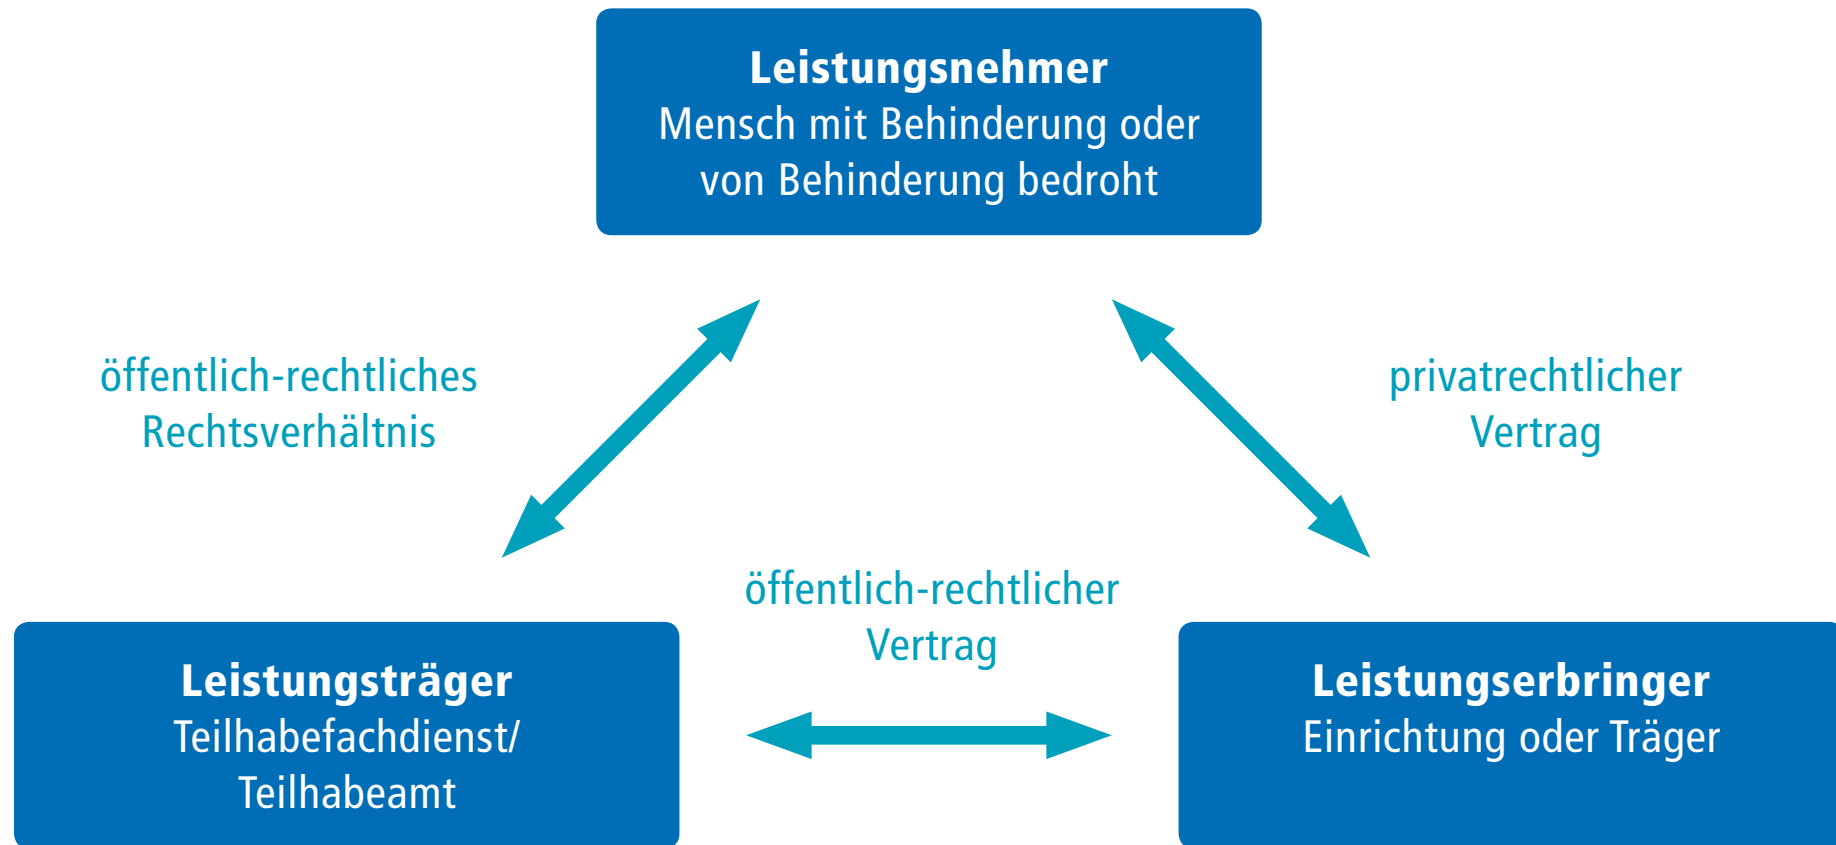 Leistungsnehmer
Mensch mit Behinderung oder
von Behinderung bedroht
öffentlich-rechtliches
Rechtsverhältnis
privatrechtlicher
Vertrag
öffentlich-rechtlicher
Vertrag
Leistungsträger
Teilhabefachdienst/
Teilhabeamt
Leistungserbringer
Einrichtung oder Träger